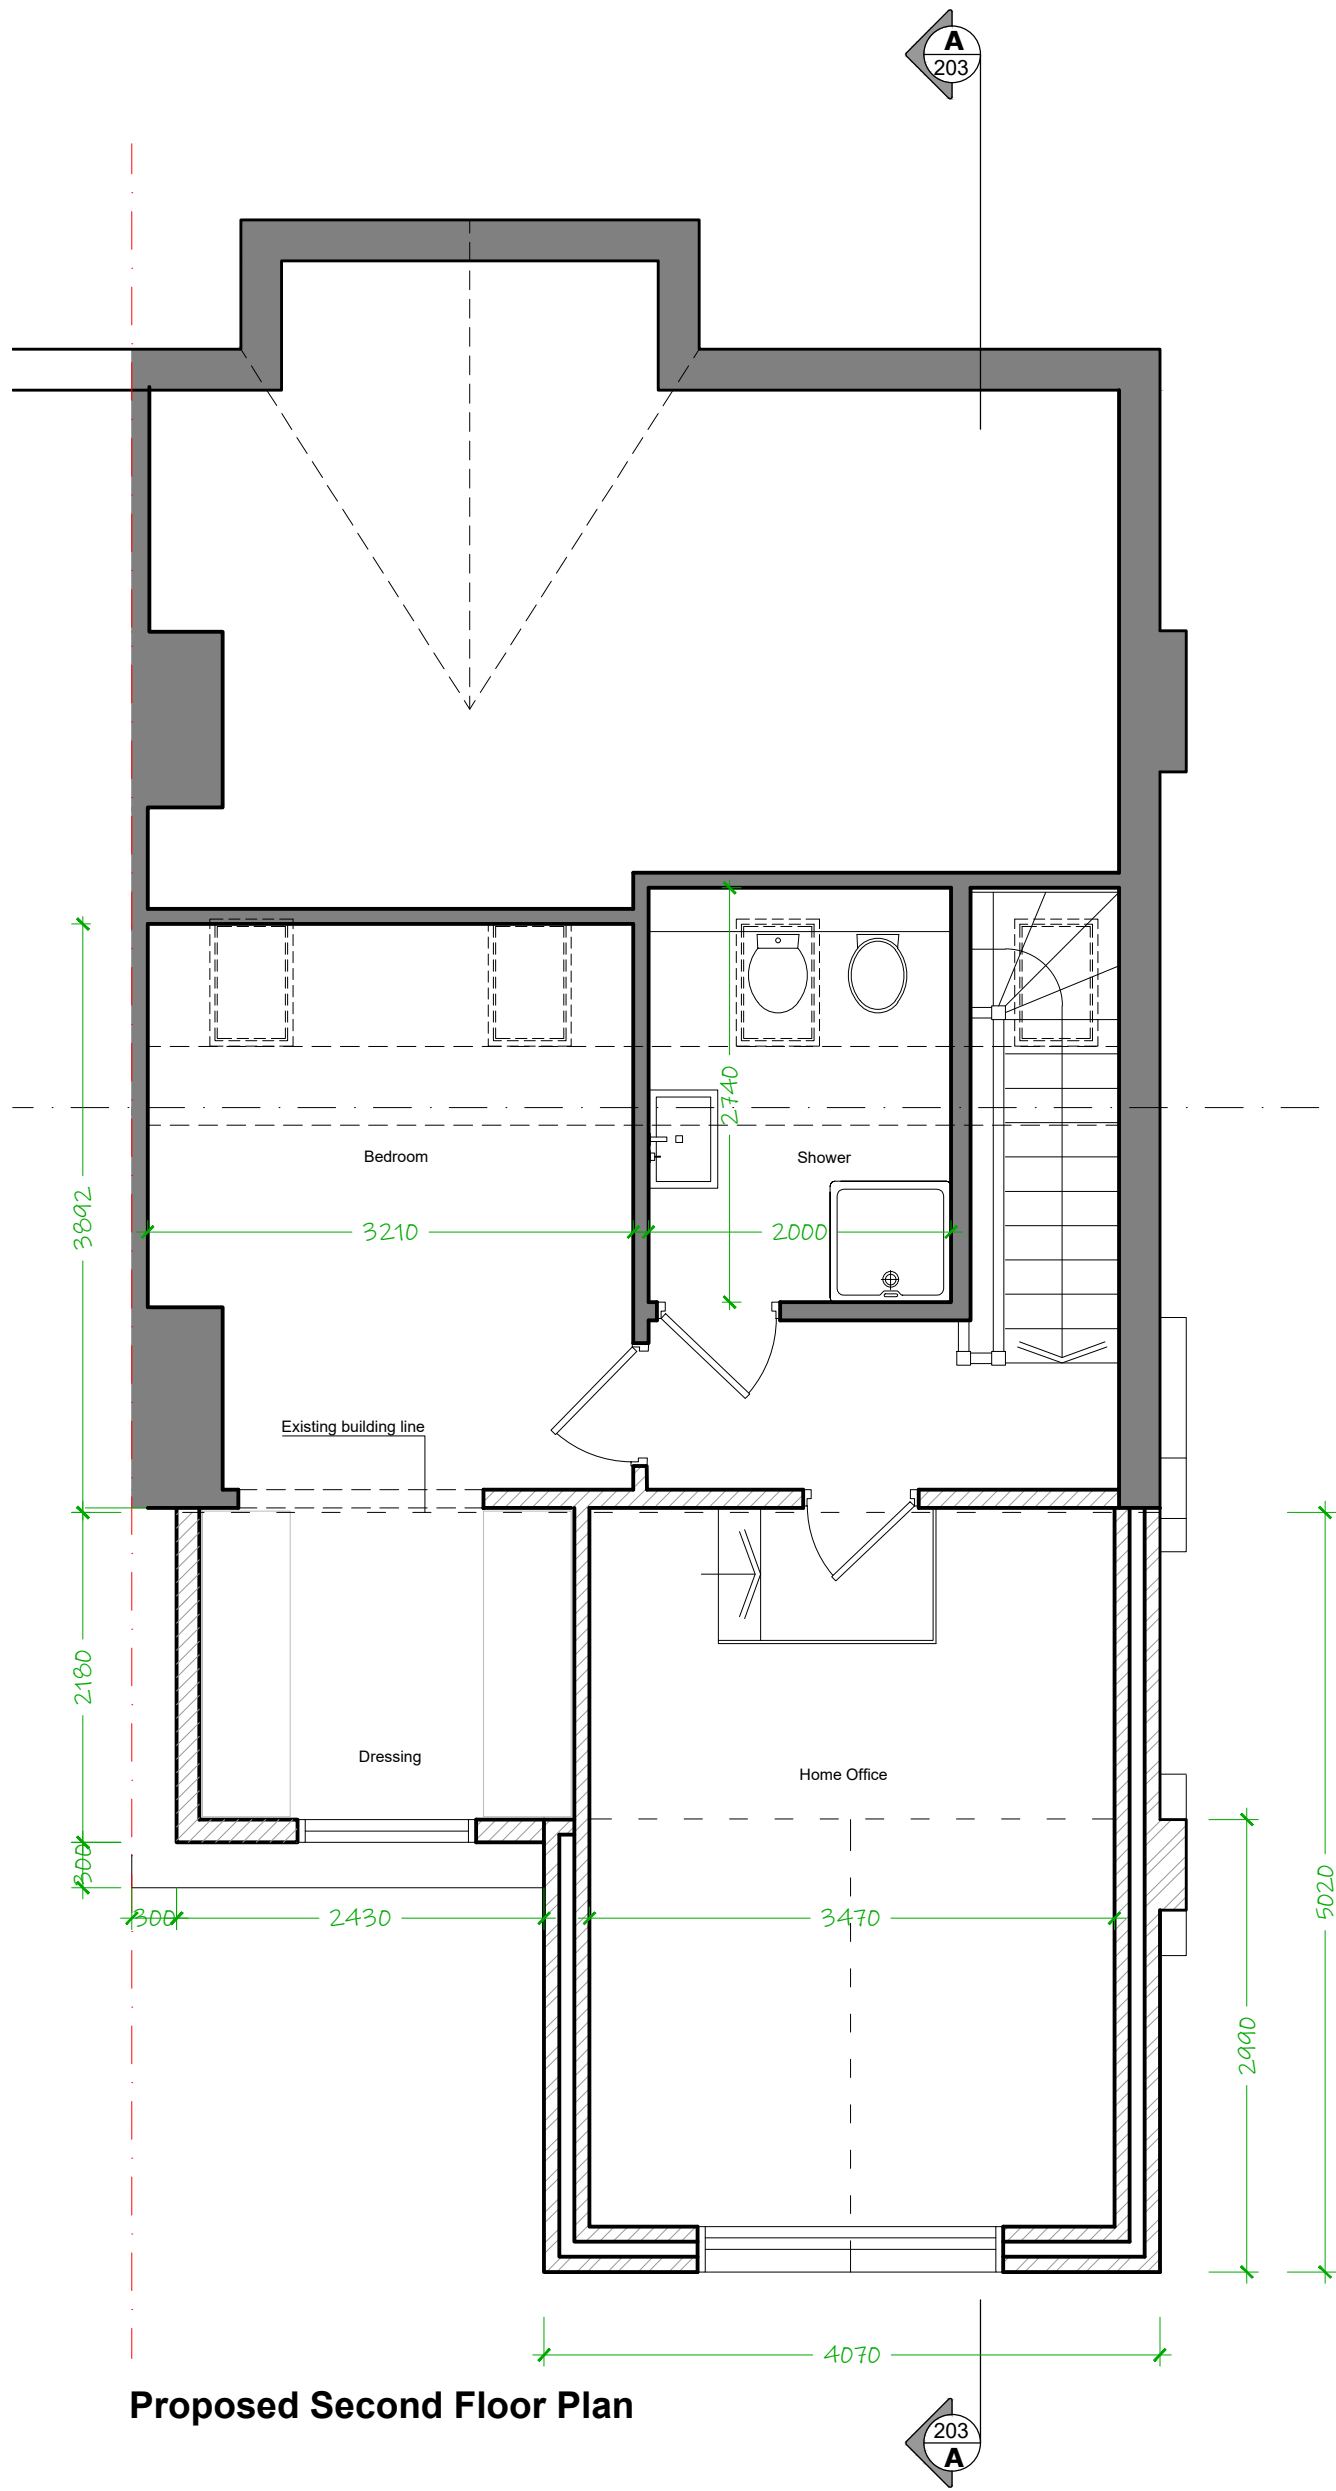 A
203
2740
Bedroom
Shower
3892
3210
2000
Existing building line
2180
Dressing
Home Office
300
300
2430
3470
5020
2990
4070
Proposed Second Floor Plan
203
A